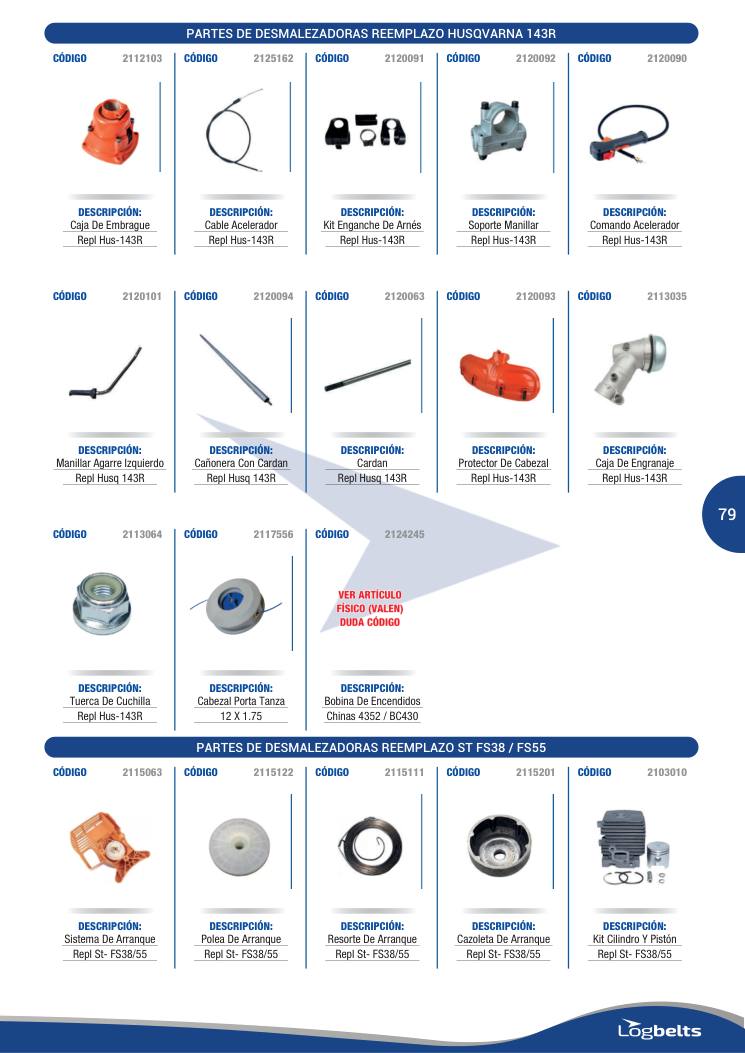 PARTES DE DESMALEZADORAS REEMPLAZO HUSQVARNA 143R
CÓDIGO 2112103
DESCRIPCIÓN:
Caja De Embrague
Repl Hus-143R
CÓDIGO 2125162
DESCRIPCIÓN:
Cable Acelerador
Repl Hus-143R
CÓDIGO 2120091
DESCRIPCIÓN:
Kit Enganche De Arnés
Repl Hus-143R
CÓDIGO 2120092
DESCRIPCIÓN:
Soporte Manillar
Repl Hus-143R
CÓDIGO 2120090
DESCRIPCIÓN:
Comando Acelerador
Repl Hus-143R
CÓDIGO 2120101
DESCRIPCIÓN:
Manillar Agarre Izquierdo
Repl Husq 143R
CÓDIGO 2120094
DESCRIPCIÓN:
Cañonera Con Cardan
Repl Husq 143R
CÓDIGO 2120063
DESCRIPCIÓN:
Cardan
Repl Husq 143R
CÓDIGO 2120093
DESCRIPCIÓN:
Protector De Cabezal
Repl Hus-143R
CÓDIGO 2113035
DESCRIPCIÓN:
Caja De Engranaje
Repl Hus-143R
79
CÓDIGO 2113064
DESCRIPCIÓN:
Tuerca De Cuchilla
Repl Hus-143R
CÓDIGO 2117556
DESCRIPCIÓN:
Cabezal Porta Tanza
12 X 1.75
CÓDIGO 2124245
VER ARTÍCULO
FÍSICO (VALEN)
DUDA CÓDIGO
DESCRIPCIÓN:
Bobina De Encendidos
Chinas 4352 / BC430
PARTES DE DESMALEZADORAS REEMPLAZO ST FS38 / FS55
CÓDIGO 2115063
DESCRIPCIÓN:
Sistema De Arranque
Repl St- FS38/55
CÓDIGO 2115122
DESCRIPCIÓN:
Polea De Arranque
Repl St- FS38/55
CÓDIGO 2115111
DESCRIPCIÓN:
Resorte De Arranque
Repl St- FS38/55
CÓDIGO 2115201
DESCRIPCIÓN:
Cazoleta De Arranque
Repl St- FS38/55
CÓDIGO 2103010
DESCRIPCIÓN:
Kit Cilindro Y Pistón
Repl St- FS38/55
Logbelts